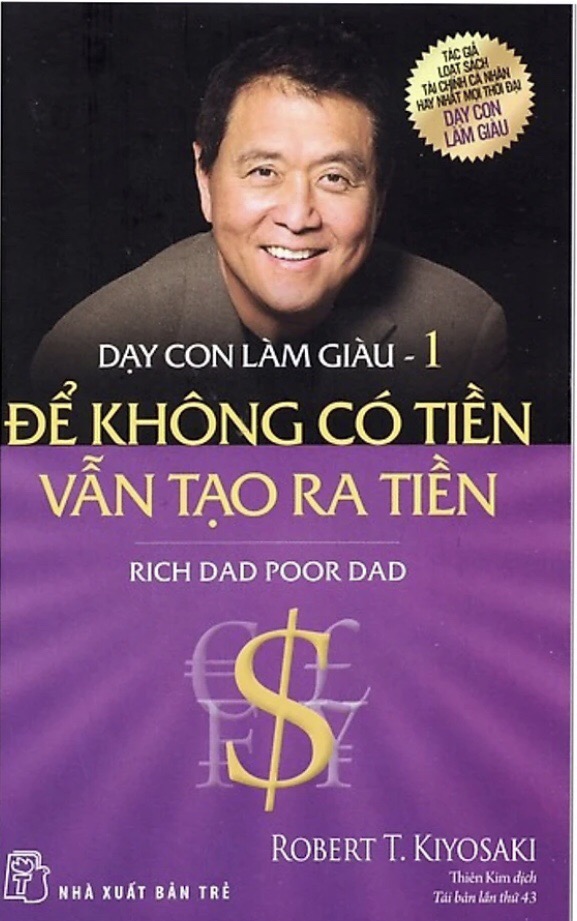 TÁC GIẢ
LOẠT SÁCH
TÀI CHÍNH CÁ NHÂN
HAY NHẤT MỌI THỜI ĐẠI
DẠY CON
LÀM GIÀU
DẠY CON LÀM GIÀU - 1
ĐỂ KHÔNG CÓ TIỀN
VẪN TẠO RA TIỀN
RICH DAD POOR DAD
€ £
$
F ¥
ROBERT T. KIYOSAKI
Thiên Kim dịch
Tái bản lần thứ 43
NHÀ XUẤT BẢN TRẺ